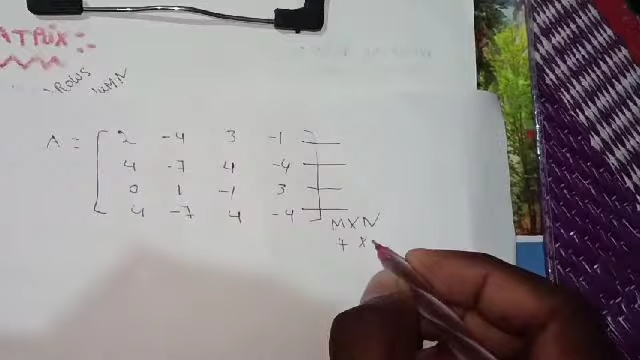 ATRIX :-
Rows
A = [ 2 -4 3 -1
4 -7 4 -4
0 1 -1 3
4 -7 4 -4 ]
M X N
4 X